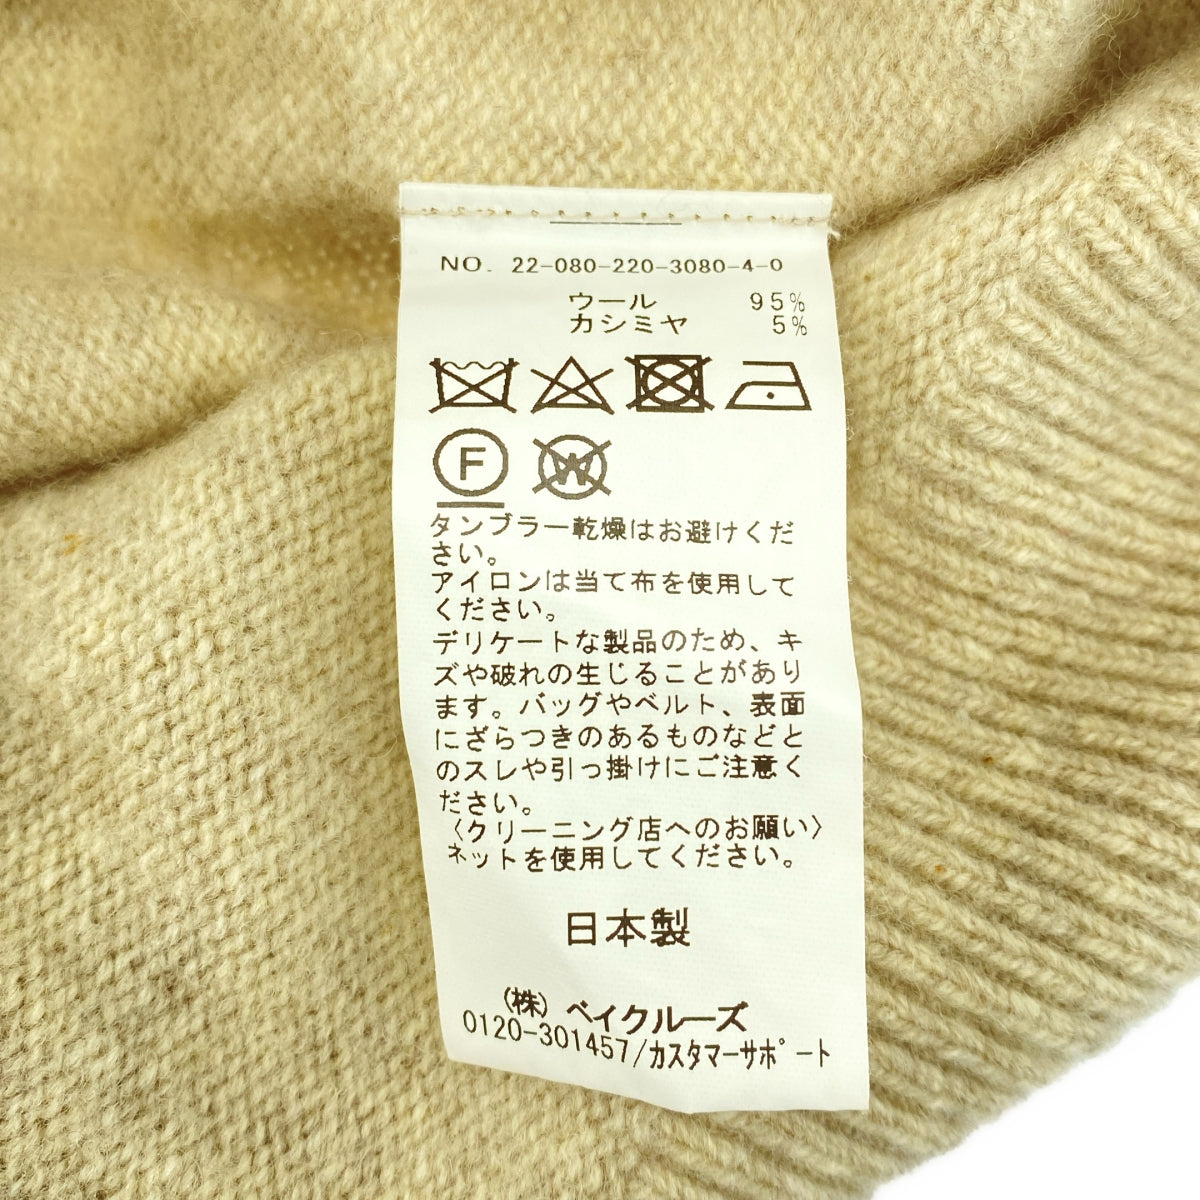 NO. 22-080-220-3080-4-0
ウール 95%
カシミヤ 5%
F W
タンブラー乾燥はお避けくだ
さい。
アイロンは当て布を使用して
ください。
デリケートな製品のため、キ
ズや破れの生じることがあり
ます。バッグやベルト、表面
にざらつきのあるものなどと
のスレや引っ掛けにご注意く
ださい。
〈クリーニング店へのお願い〉
ネットを使用してください。
日本製
(株) ベイクルーズ
0120-301457/カスタマーサポート